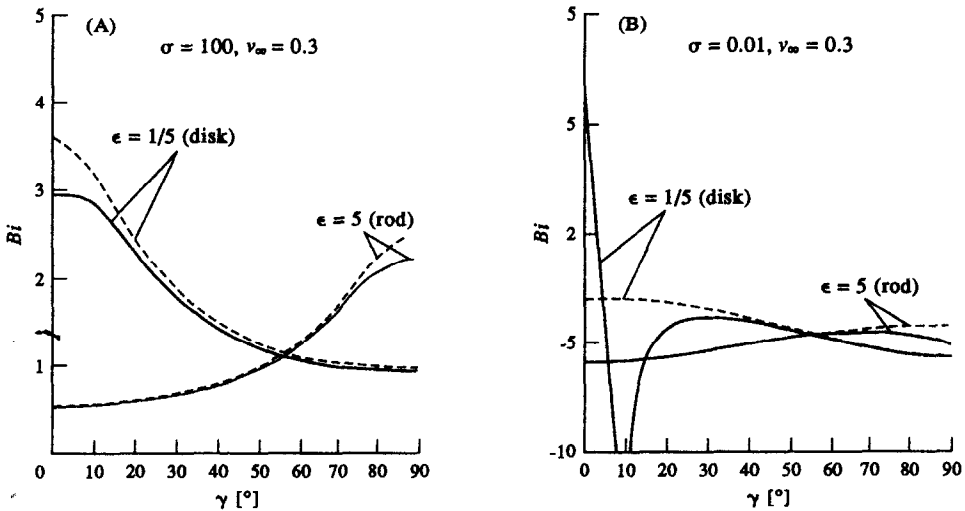 (A)
σ = 100, ν∞ = 0.3
5
4
3
2
1
0 10 20 30 40 50 60 70 80 90
Bi
γ [°]
ϵ = 1/5 (disk)
ϵ = 5 (rod)
(B)
σ = 0.01, ν∞ = 0.3
5
5
2
-5
-10
0 10 20 30 40 50 60 70 80 90
Bi
γ [°]
ϵ = 1/5 (disk)
ϵ = 5 (rod)